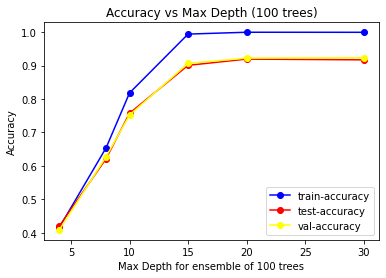 Accuracy vs Max Depth (100 trees)
1.0
0.9
0.8
0.7
0.6
0.5
0.4
Accuracy
train-accuracy
test-accuracy
val-accuracy
5 10 15 20 25 30
Max Depth for ensemble of 100 trees